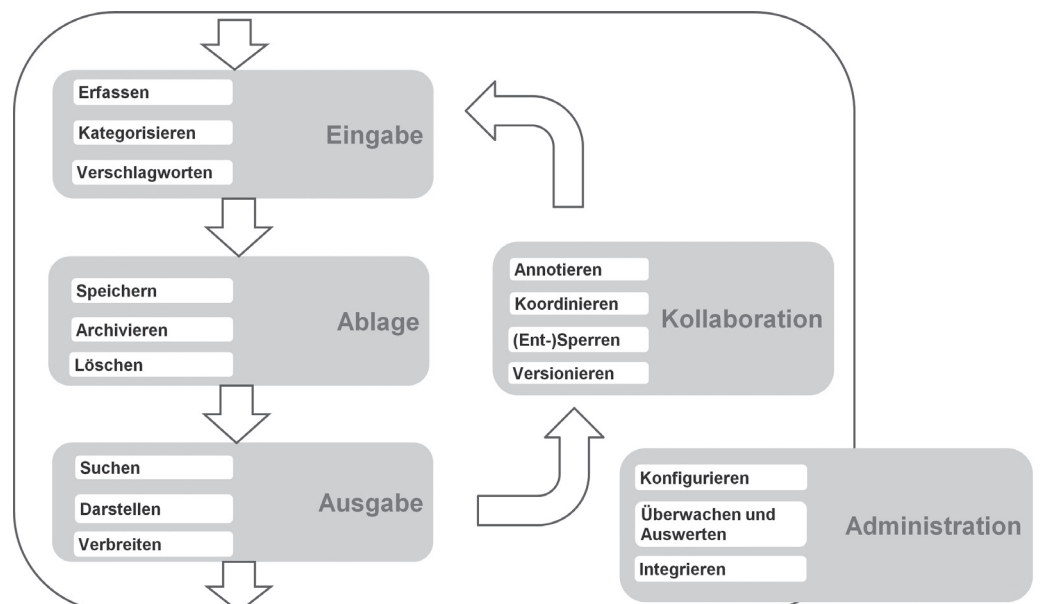 Erfassen
Kategorisieren
Verschlagworten
Eingabe
Speichern
Archivieren
Löschen
Ablage
Suchen
Darstellen
Verbreiten
Ausgabe
Annotieren
Koordinieren
(Ent-)Sperren
Versionieren
Kollaboration
Konfigurieren
Überwachen und
Auswerten
Integrieren
Administration